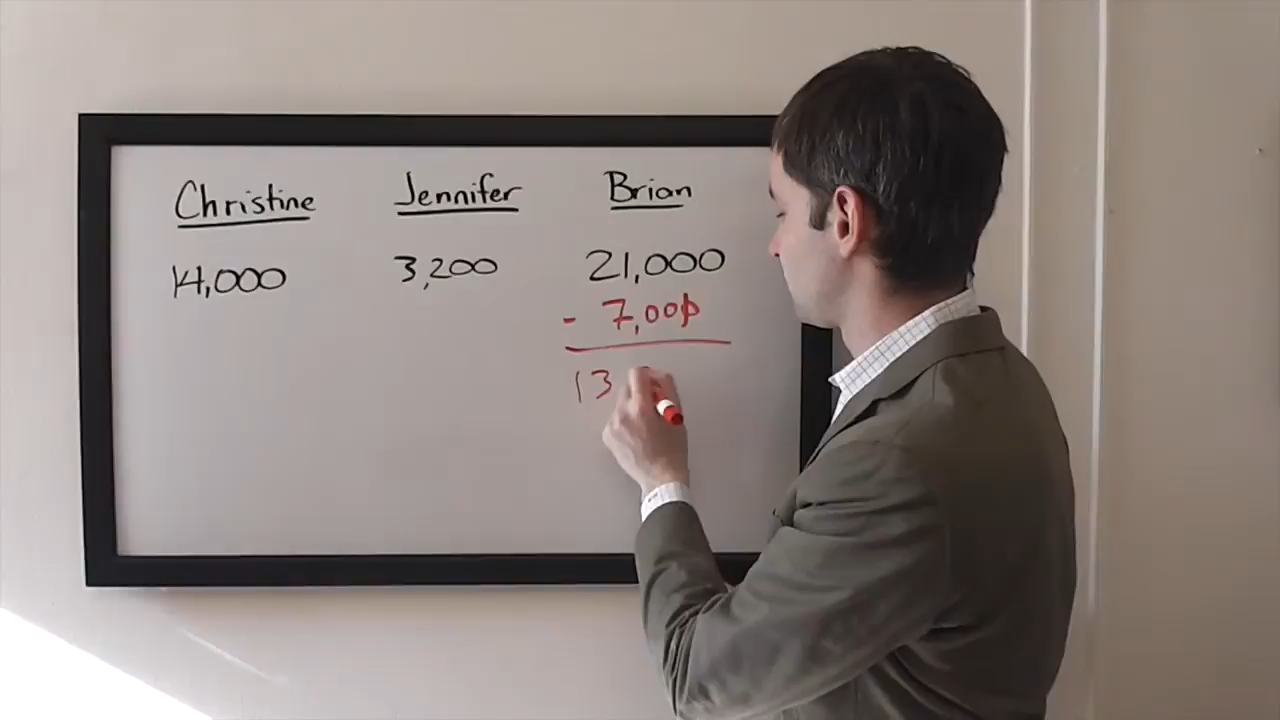 Christine Jennifer Brian
14,000 3,200 21,000
- 7,000
13